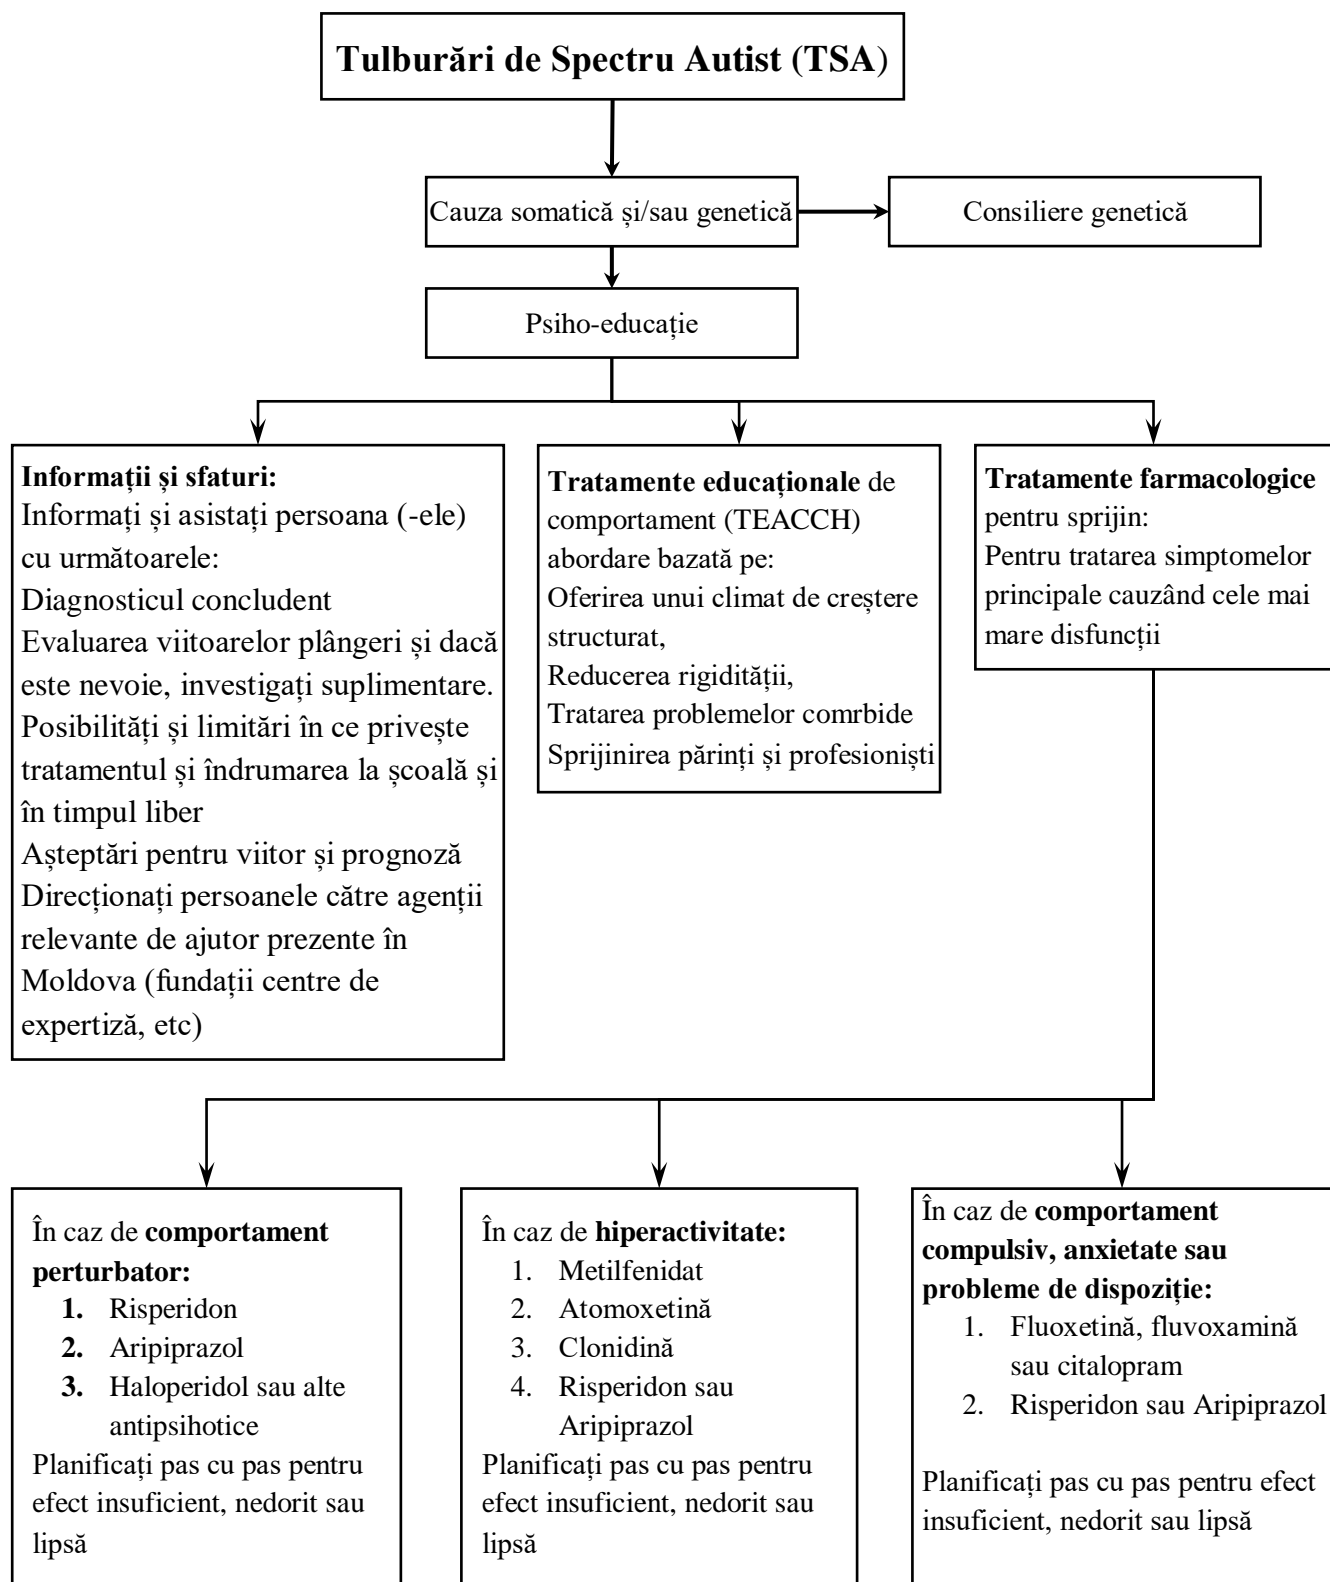 Tulburări de Spectru Autist (TSA)
Cauza somatică și/sau genetică
Consiliere genetică
Psiho-educație
Informații și sfaturi:
Informați și asistați persoana (-ele)
cu următoarele:
Diagnosticul concludent
Evaluarea viitoarelor plângeri și dacă
este nevoie, investigați suplimentare.
Posibilități și limitări în ce privește
tratamentul și îndrumarea la școală și
în timpul liber
Așteptări pentru viitor și prognoză
Direcționați persoanele către agenții
relevante de ajutor prezente în
Moldova (fundații centre de
expertiză, etc)
Tratamente educaționale de
comportament (TEACCH)
abordare bazată pe:
Oferirea unui climat de creștere
structurat,
Reducerea rigidității,
Tratarea problemelor comrbide
Sprijinirea părinți și profesioniști
Tratamente farmacologice
pentru sprijin:
Pentru tratarea simptomelor
principale cauzând cele mai
mare disfuncții
În caz de comportament
perturbator:
1. Risperidon
2. Aripiprazol
3. Haloperidol sau alte
antipsihotice
Planificați pas cu pas pentru
efect insuficient, nedorit sau
lipsă
În caz de hiperactivitate:
1. Metilfenidat
2. Atomoxetină
3. Clonidină
4. Risperidon sau
Aripiprazol
Planificați pas cu pas pentru
efect insuficient, nedorit sau
lipsă
În caz de comportament
compulsiv, anxietate sau
probleme de dispoziție:
1. Fluoxetină, fluvoxamină
sau citalopram
2. Risperidon sau Aripiprazol
Planificați pas cu pas pentru efect
insuficient, nedorit sau lipsă